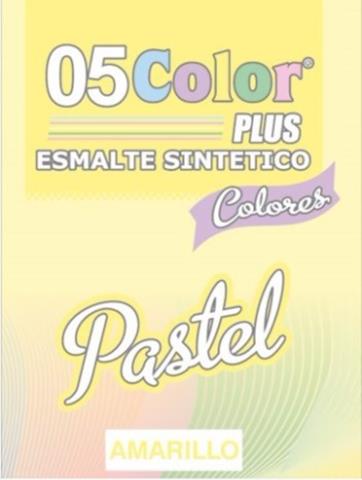 05Color®
PLUS
ESMALTE SINTETICO
Colores
Pastel
AMARILLO